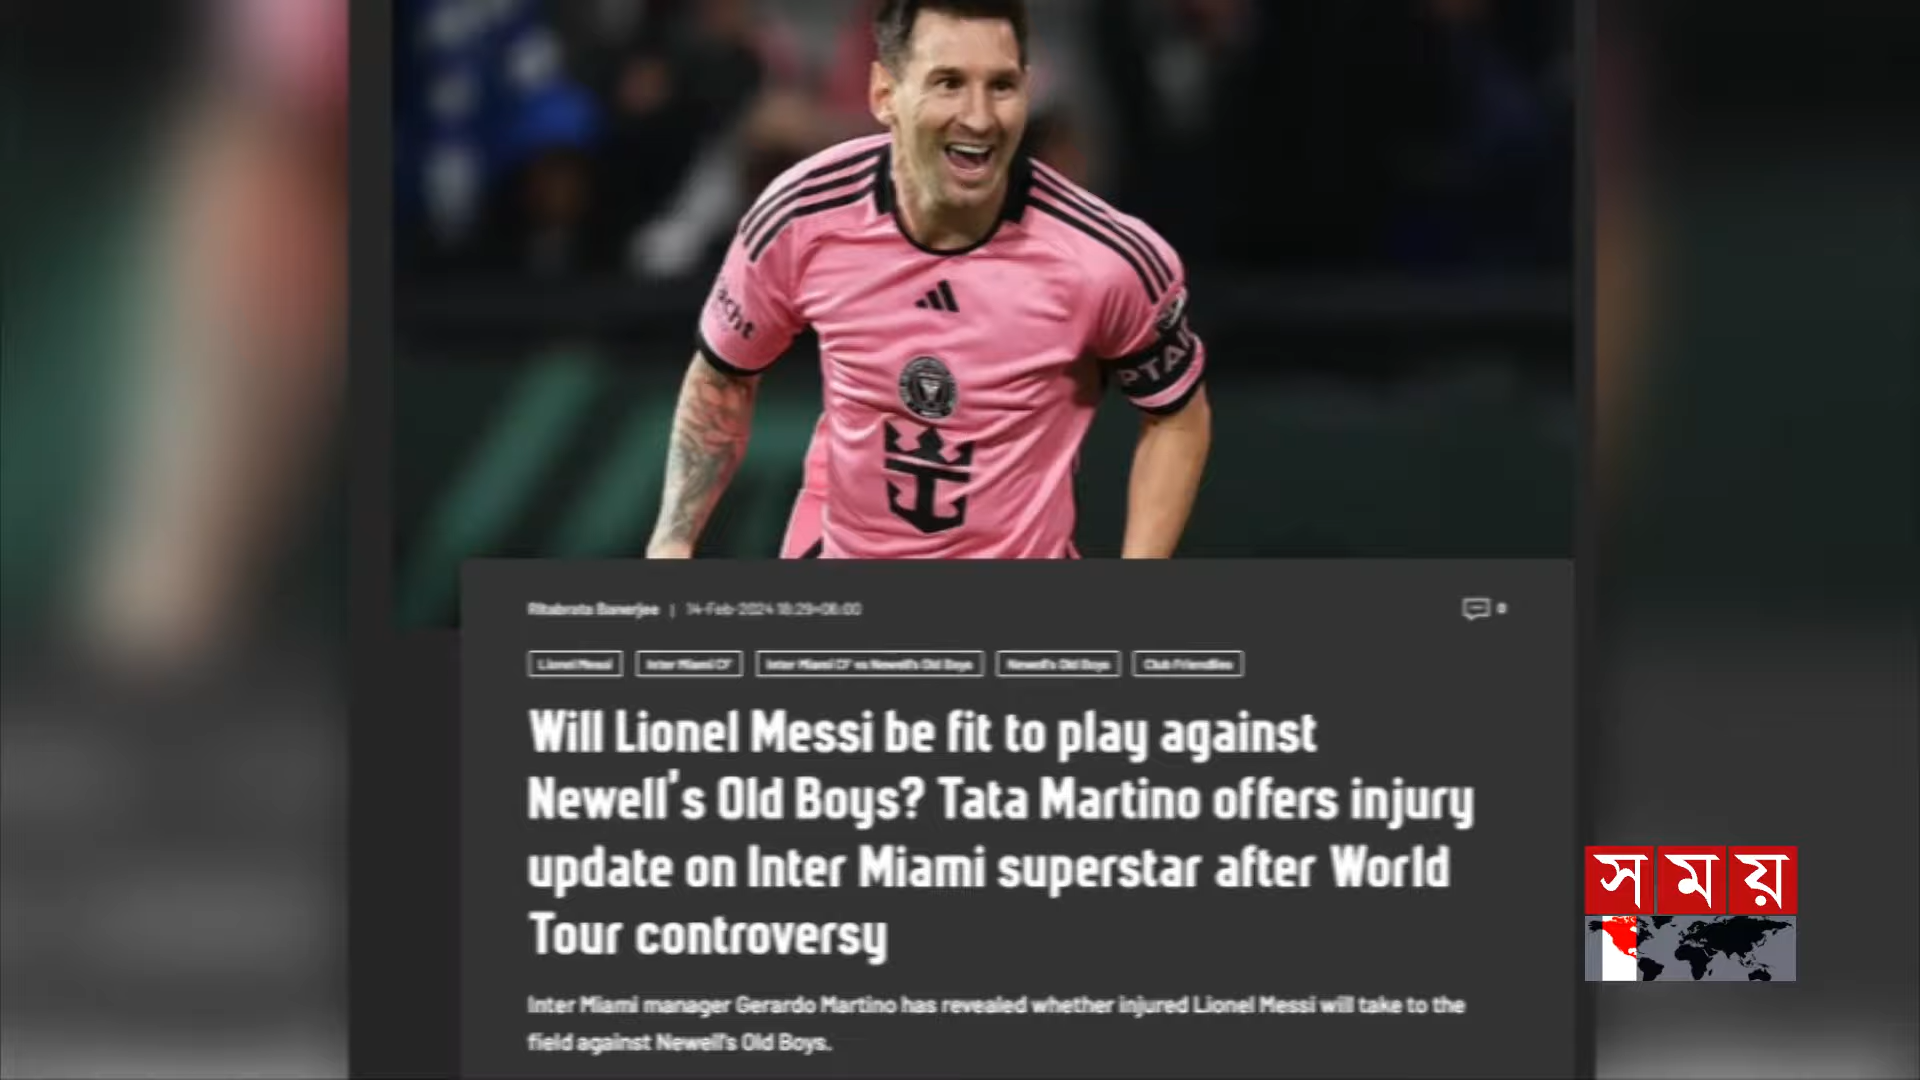 acht
PTAI
Ritabrata Banerjee | 14-Feb-2024 18:29+06:00
0
Lionel Messi
Inter Miami CF
Inter Miami CF vs Newell's Old Boys
Newell's Old Boys
Club Friendlies
Will Lionel Messi be fit to play against
Newell's Old Boys? Tata Martino offers injury
update on Inter Miami superstar after World
Tour controversy
সময়
Inter Miami manager Gerardo Martino has revealed whether injured Lionel Messi will take to the
field against Newell's Old Boys.